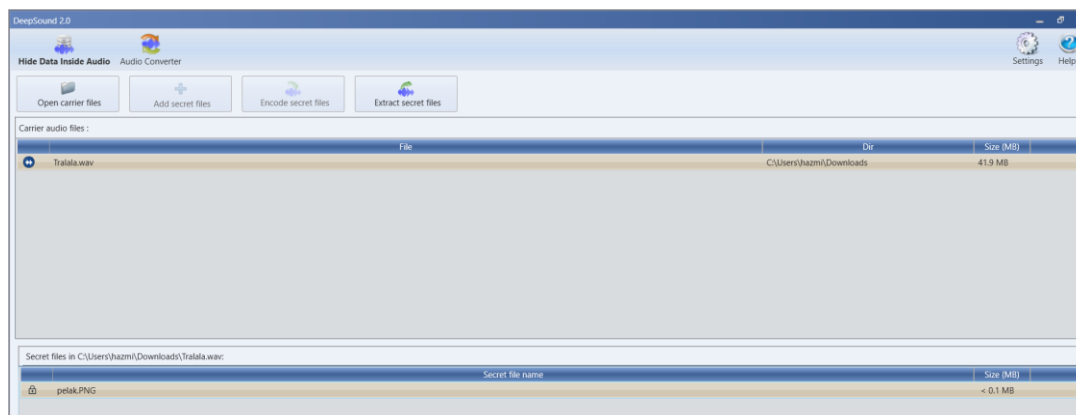 DeepSound 2.0
Hide Data Inside Audio Audio Converter Settings Help
Open carrier files Add secret files Encode secret files Extract secret files
Carrier audio files :
File Dir Size (MB)
Tralala.wav C:\Users\hazmi\Downloads 41.9 MB
Secret files in C:\Users\hazmi\Downloads\Tralala.wav:
Secret file name Size (MB)
pelak.PNG < 0.1 MB